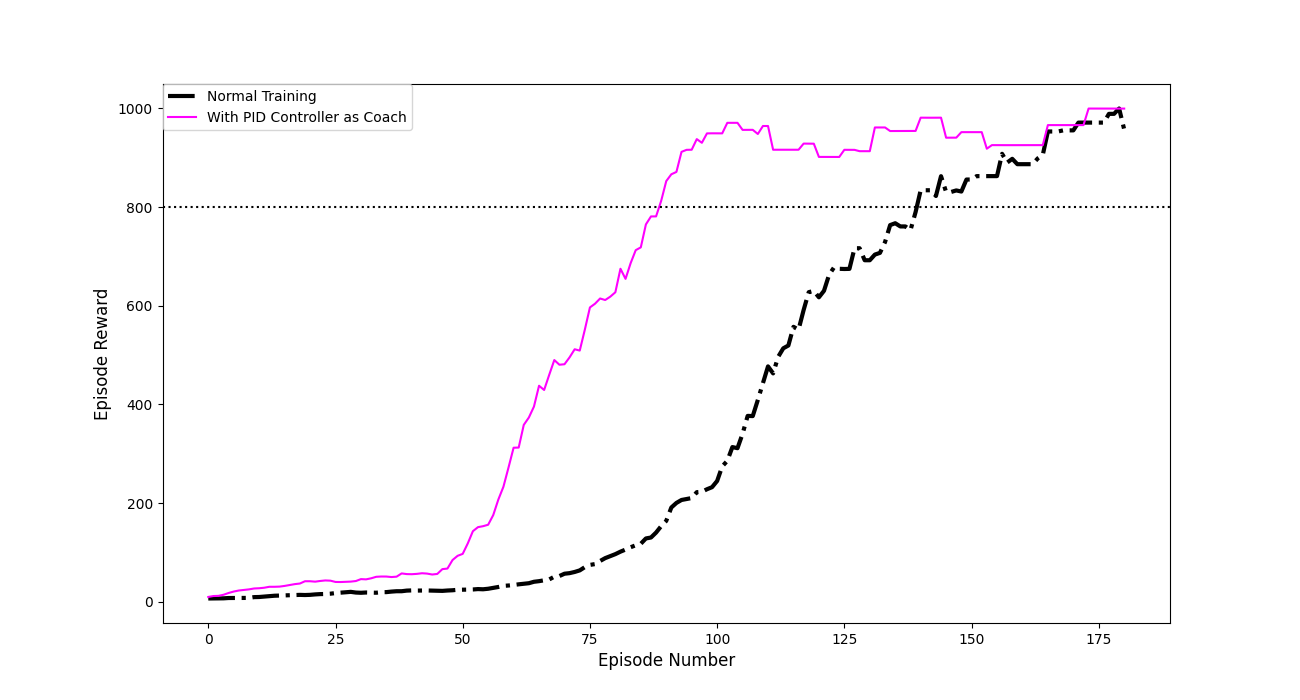 Normal Training
With PID Controller as Coach
1000
800
600
400
200
0
Episode Reward
0 25 50 75 100 125 150 175
Episode Number